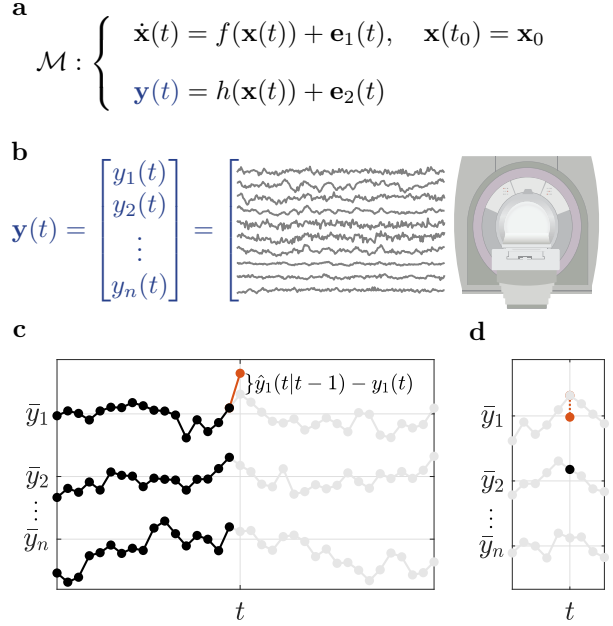 a
𝓜 : { ẋ(t) = f(x(t)) + e₁(t), x(t₀) = x₀
y(t) = h(x(t)) + e₂(t)
b
y(t) = [y₁(t) y₂(t) ⋮ yₙ(t)] = [
c
d
}ŷ₁(t|t − 1) − y₁(t)
ȳ₁
ȳ₂
⋮
ȳₙ
t
ȳ₁
ȳ₂
⋮
ȳₙ
t